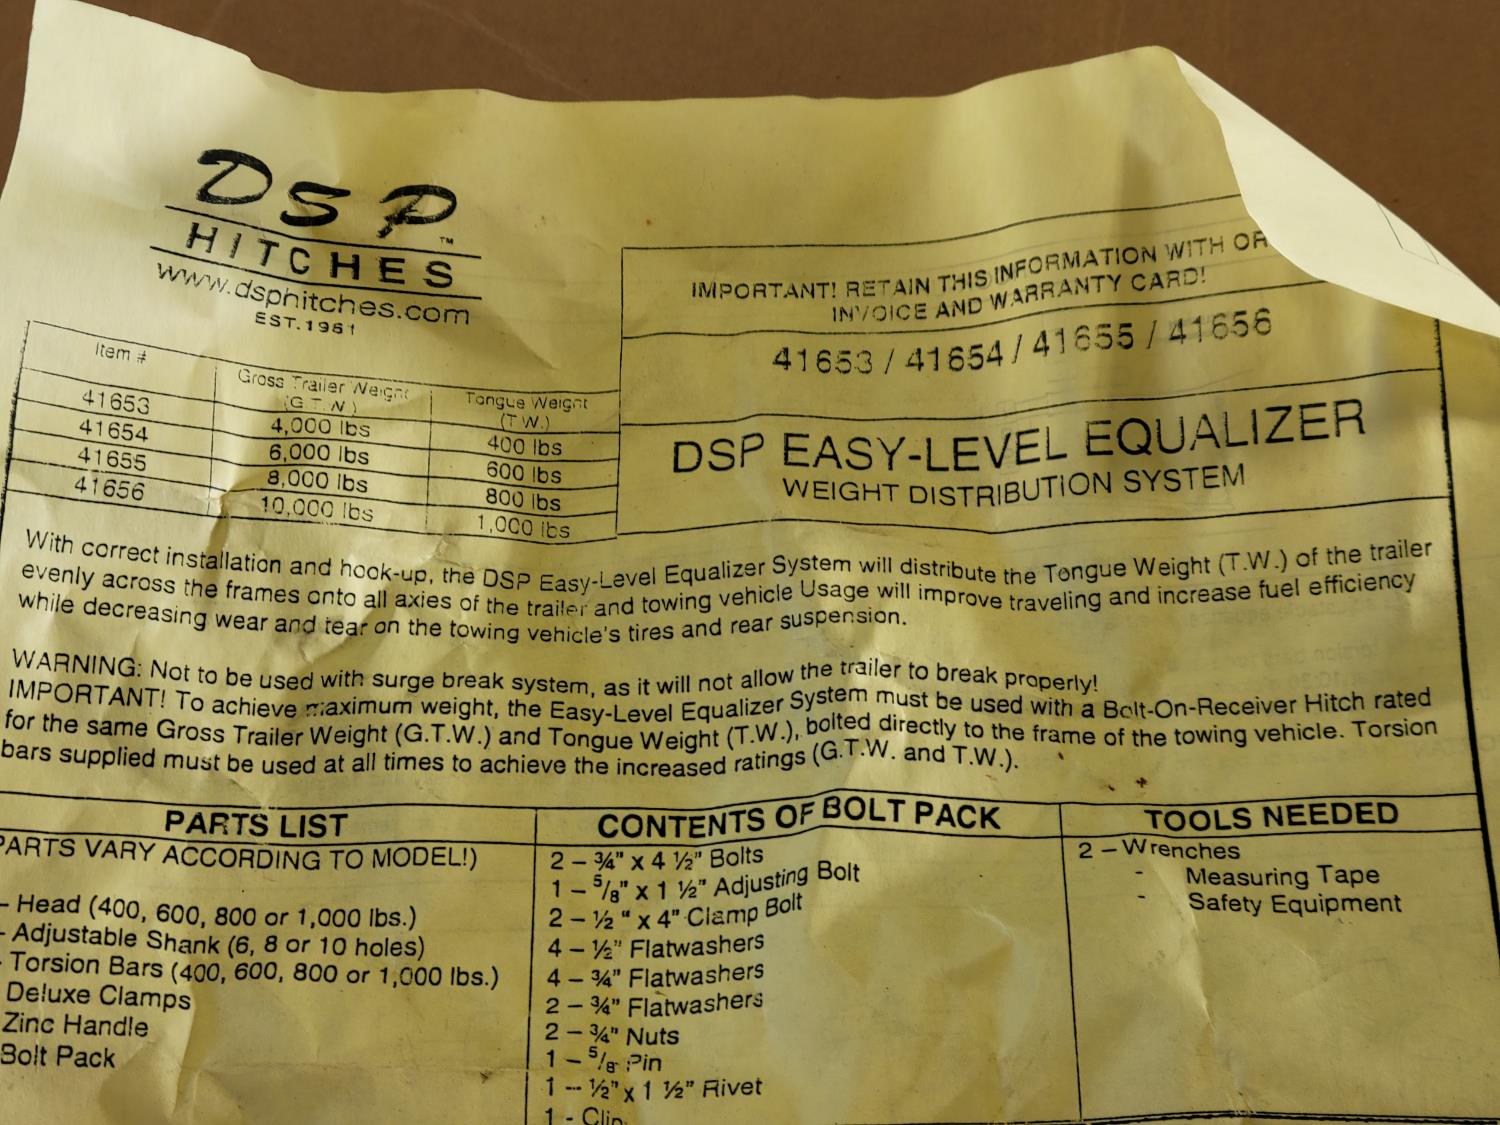 DSP™
HITCHES
www.dsphitches.com
EST. 1961
IMPORTANT! RETAIN THIS INFORMATION WITH
INVOICE AND WARRANTY CARD!
41653 / 41654 / 41655 / 41656
DSP EASY-LEVEL EQUALIZER
WEIGHT DISTRIBUTION SYSTEM
Item # Gross Trailer Weight (G.T.W.) Tongue Weight (T.W.)
41653 4,000 lbs 400 lbs
41654 6,000 lbs 600 lbs
41655 8,000 lbs 800 lbs
41656 10,000 lbs 1,000 lbs
With correct installation and hook-up, the DSP Easy-Level Equalizer System will distribute the Tongue Weight (T.W.) of the trailer
evenly across the frames onto all axies of the trailer and towing vehicle Usage will improve traveling and increase fuel efficiency
while decreasing wear and tear on the towing vehicle's tires and rear suspension.
WARNING: Not to be used with surge break system, as it will not allow the trailer to break properly!
IMPORTANT! To achieve maximum weight, the Easy-Level Equalizer System must be used with a Bolt-On-Receiver Hitch rated
for the same Gross Trailer Weight (G.T.W.) and Tongue Weight (T.W.), bolted directly to the frame of the towing vehicle. Torsion
bars supplied must be used at all times to achieve the increased ratings (G.T.W. and T.W.).
PARTS LIST
PARTS VARY ACCORDING TO MODEL!)
– Head (400, 600, 800 or 1,000 lbs.)
- Adjustable Shank (6, 8 or 10 holes)
- Torsion Bars (400, 600, 800 or 1,000 lbs.)
Deluxe Clamps
Zinc Handle
Bolt Pack
CONTENTS OF BOLT PACK
2 – ¾" x 4 ½" Bolts
1 – 5/8" x 1 ½" Adjusting Bolt
2 – ½ " x 4" Clamp Bolt
4 – ½" Flatwashers
4 – ¾" Flatwashers
2 – ¾" Flatwashers
2 – ¾" Nuts
1 – 5/8" Pin
1 -- ½" x 1 ½" Rivet
1 - Clip
TOOLS NEEDED
2 – Wrenches
- Measuring Tape
- Safety Equipment